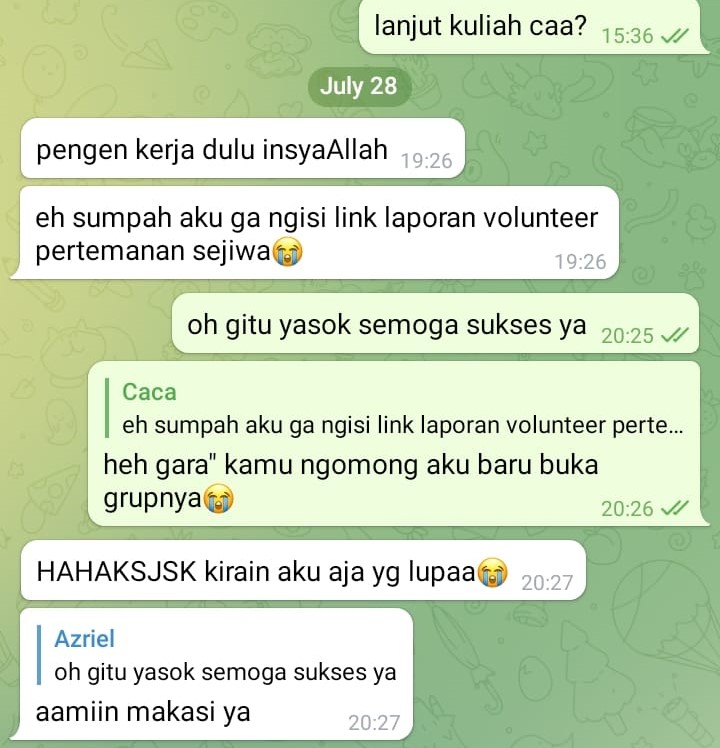 lanjut kuliah caa? 15:36
July 28
pengen kerja dulu insyaAllah 19:26
eh sumpah aku ga ngisi link laporan volunteer
pertemanan sejiwa😭 19:26
oh gitu yasok semoga sukses ya 20:25
Caca
eh sumpah aku ga ngisi link laporan volunteer perte...
heh gara" kamu ngomong aku baru buka
grupnya😭 20:26
HAHAKSJSK kirain aku aja yg lupaa😭 20:27
Azriel
oh gitu yasok semoga sukses ya
aamiin makasi ya 20:27